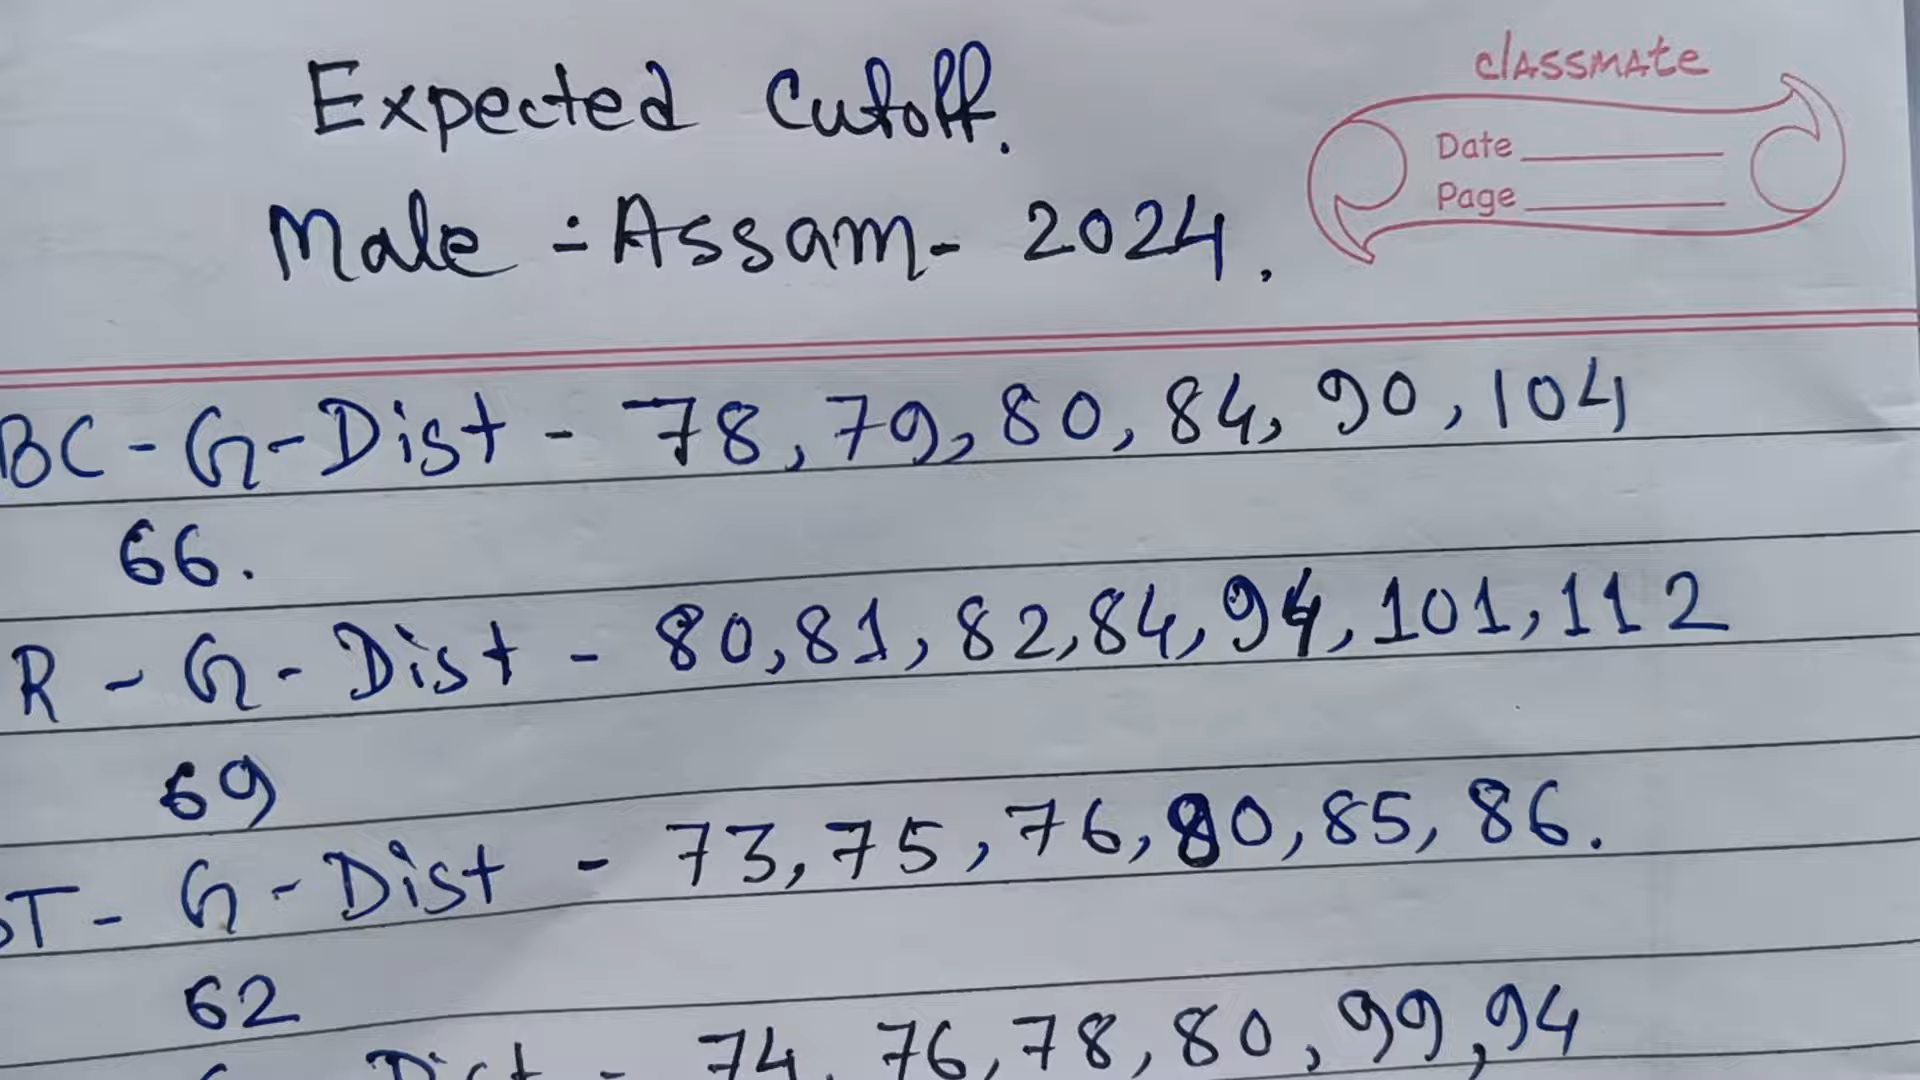 Expected Cutoff.
classmate
Date
Page
Male :- Assam - 2024.
BC - G - Dist - 78, 79, 80, 84, 90, 104
66.
R - G - Dist - 80, 81, 82, 84, 94, 101, 112
69
ST - G - Dist - 73, 75, 76, 80, 85, 86.
62
Dist - 74, 76, 78, 80, 99, 94